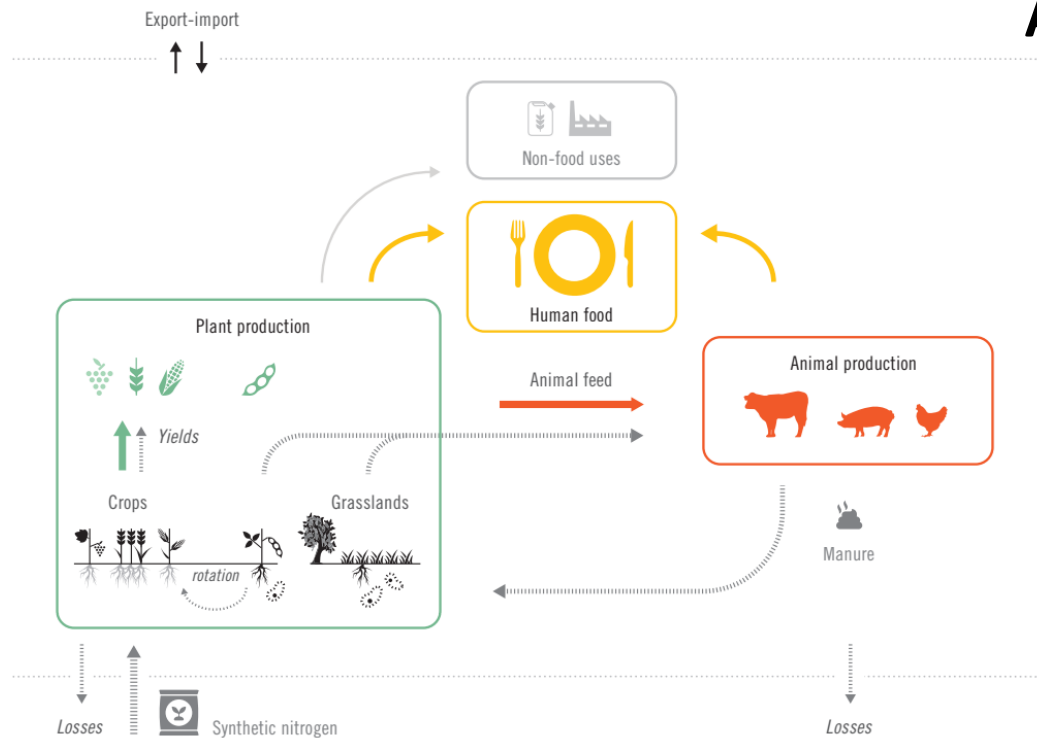 Export-import
A
Non-food uses
Human food
Plant production
Animal feed
Animal production
Yields
Crops
Grasslands
rotation
Manure
Losses
Synthetic nitrogen
Losses